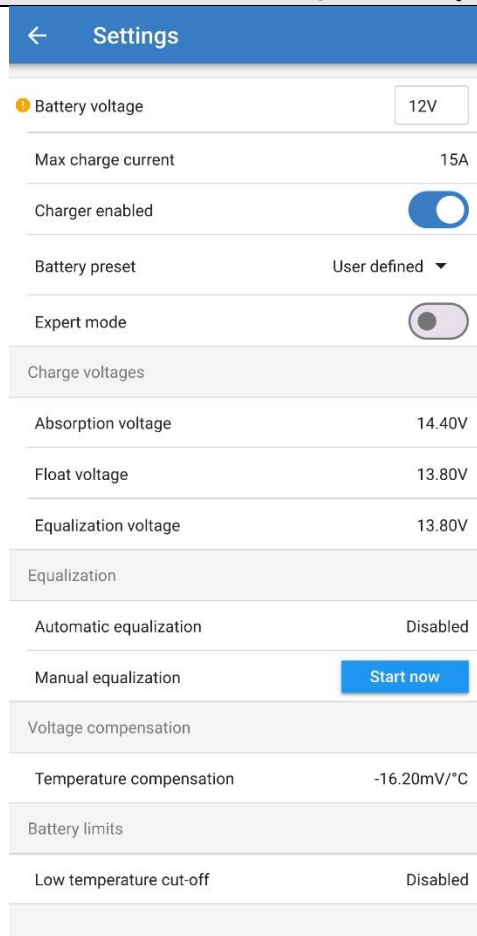 Settings
Battery voltage 12V
Max charge current 15A
Charger enabled
Battery preset User defined
Expert mode
Charge voltages
Absorption voltage 14.40V
Float voltage 13.80V
Equalization voltage 13.80V
Equalization
Automatic equalization Disabled
Manual equalization Start now
Voltage compensation
Temperature compensation -16.20mV/°C
Battery limits
Low temperature cut-off Disabled